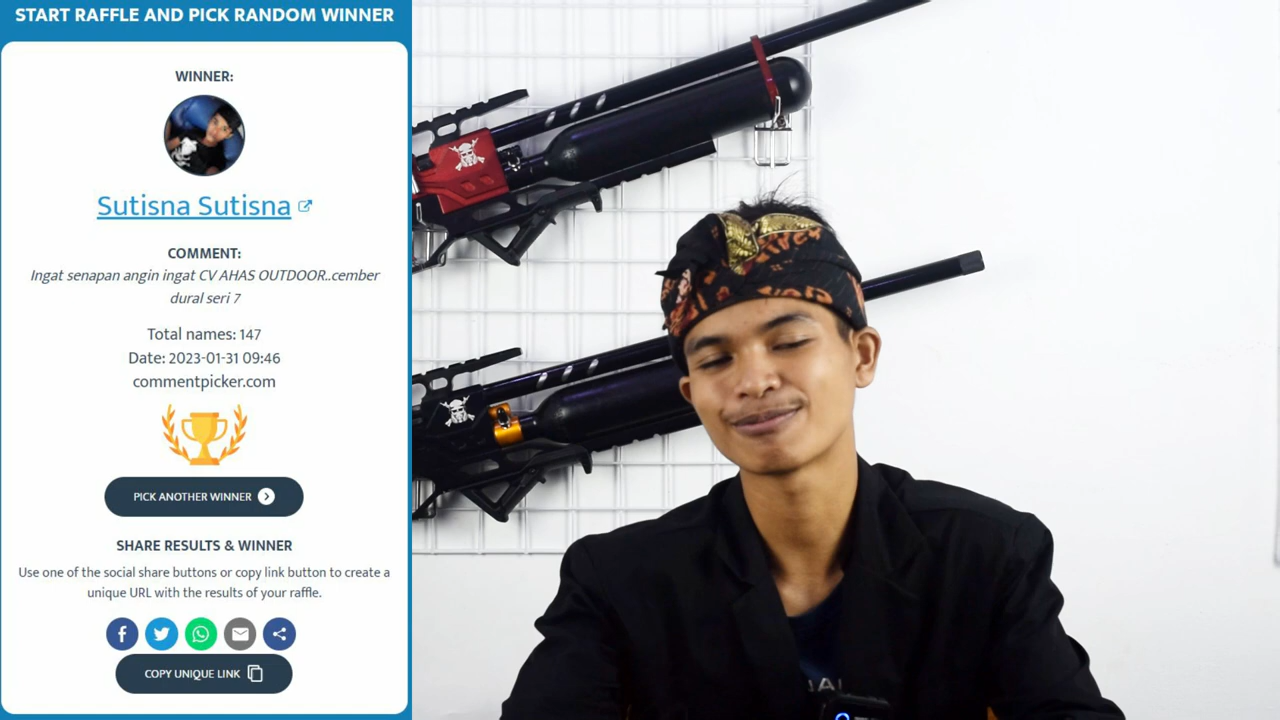 START RAFFLE AND PICK RANDOM WINNER
WINNER:
Sutisna Sutisna
COMMENT:
Ingat senapan angin ingat CV AHAS OUTDOOR..cember
dural seri 7
Total names: 147
Date: 2023-01-31 09:46
commentpicker.com
PICK ANOTHER WINNER
SHARE RESULTS & WINNER
Use one of the social share buttons or copy link button to create a
unique URL with the results of your raffle.
COPY UNIQUE LINK